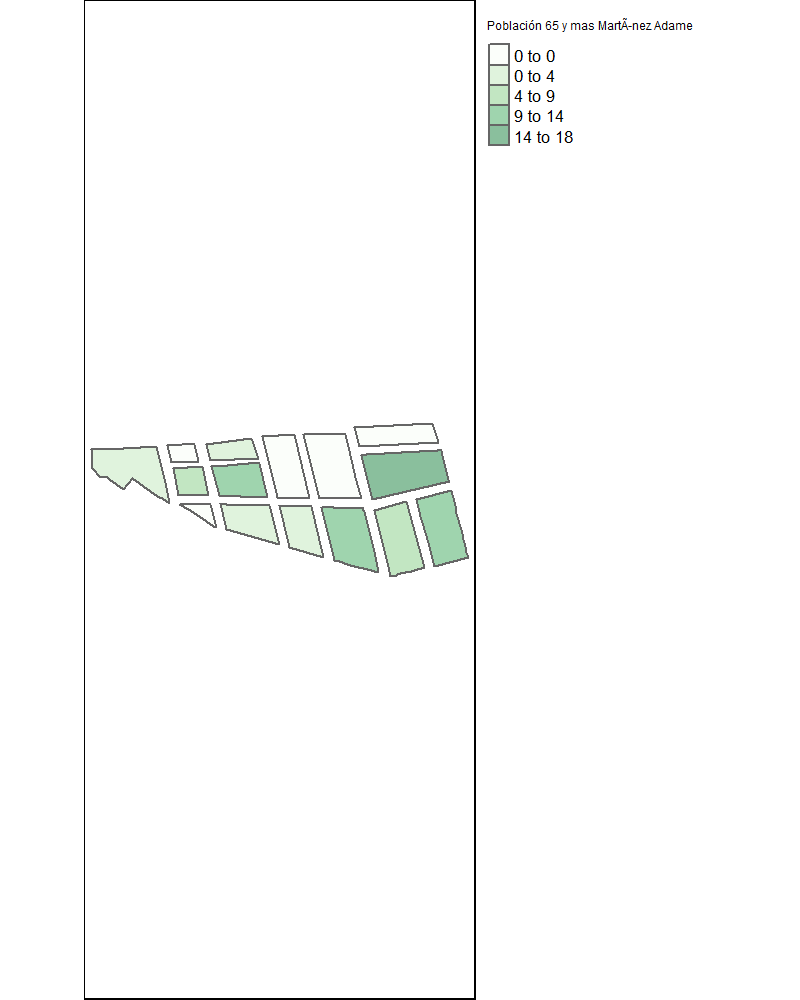 Población 65 y mas MartÃ-nez Adame
0 to 0
0 to 4
4 to 9
9 to 14
14 to 18